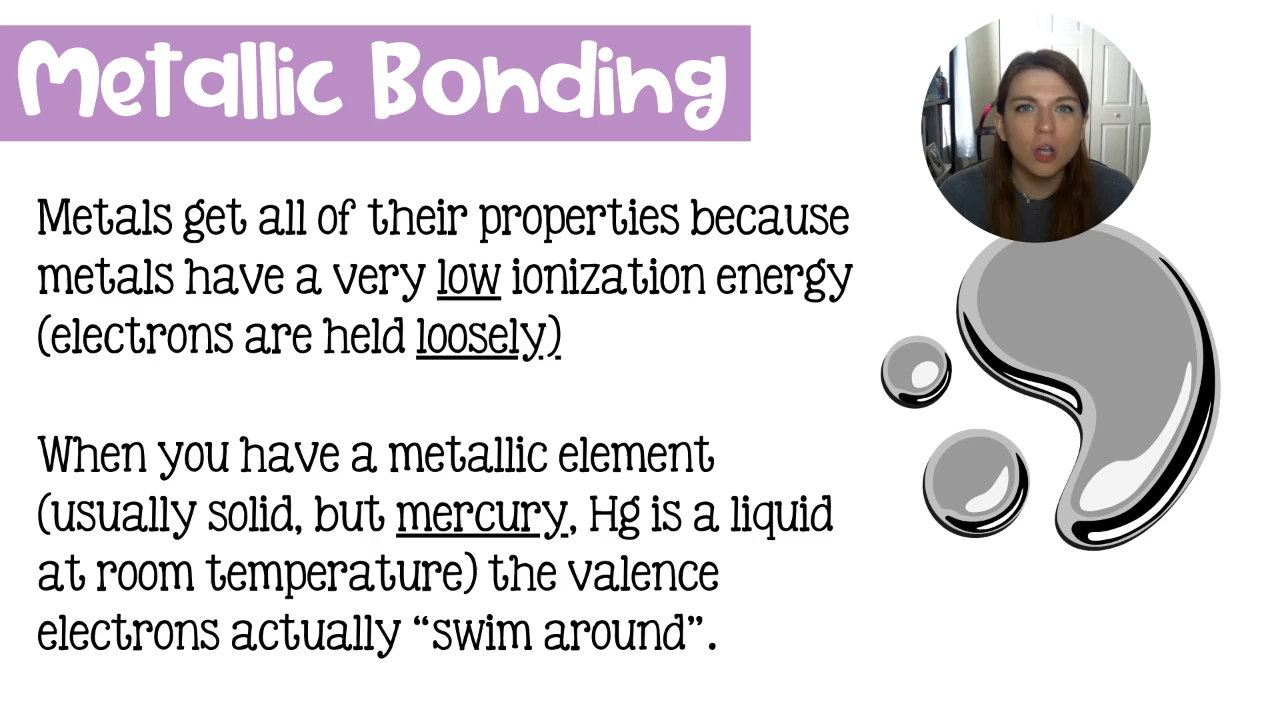 Metallic Bonding
Metals get all of their properties because
metals have a very low ionization energy
(electrons are held loosely)
When you have a metallic element
(usually solid, but mercury, Hg is a liquid
at room temperature) the valence
electrons actually “swim around”.